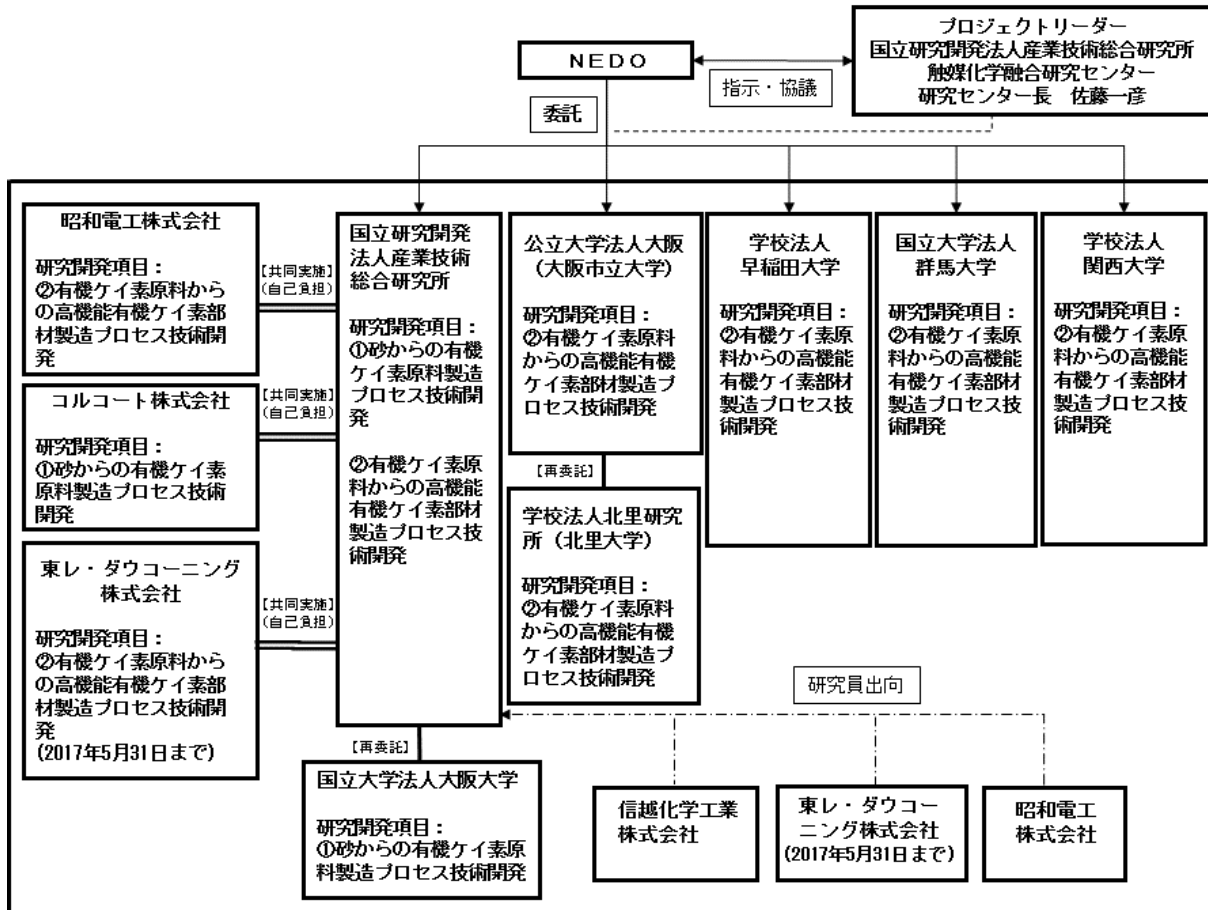 プロジェクトリーダー
国立研究開発法人産業技術総合研究所
触媒化学融合研究センター
研究センター長　佐藤一彦
ＮＥＤＯ
指示・協議
委託
昭和電工株式会社
研究開発項目：
②有機ケイ素原料から
の高機能有機ケイ素部
材製造プロセス技術開
発
【共同実施】
(自己負担)
コルコート株式会社
研究開発項目：
①砂からの有機ケイ素
原料製造プロセス技術
開発
【共同実施】
(自己負担)
東レ・ダウコーニング
株式会社
研究開発項目：
②有機ケイ素原料から
の高機能有機ケイ素部
材製造プロセス技術開
発
(2017年5月31日まで)
【共同実施】
(自己負担)
国立研究開発
法人産業技術
総合研究所
研究開発項目：
①砂からの有機
ケイ素原料製造
プロセス技術開
発
②有機ケイ素原
料からの高機能
有機ケイ素部材
製造プロセス技
術開発
【再委託】
国立大学法人大阪大学
研究開発項目：
①砂からの有機ケイ素原
料製造プロセス技術開発
公立大学法人大阪
（大阪市立大学）
研究開発項目：
②有機ケイ素原料
からの高機能有機
ケイ素部材製造プ
ロセス技術開発
【再委託】
学校法人北里研究
所（北里大学）
研究開発項目：
②有機ケイ素原料
からの高機能有機
ケイ素部材製造プ
ロセス技術開発
学校法人
早稲田大学
研究開発項目：
②有機ケイ素原
料からの高機能
有機ケイ素部材
製造プロセス技
術開発
国立大学法人
群馬大学
研究開発項目：
②有機ケイ素原
料からの高機能
有機ケイ素部材
製造プロセス技
術開発
学校法人
関西大学
研究開発項目：
②有機ケイ素原
料からの高機能
有機ケイ素部材
製造プロセス技
術開発
研究員出向
信越化学工業
株式会社
東レ・ダウコー
ニング株式会社
(2017年5月31日まで)
昭和電工
株式会社